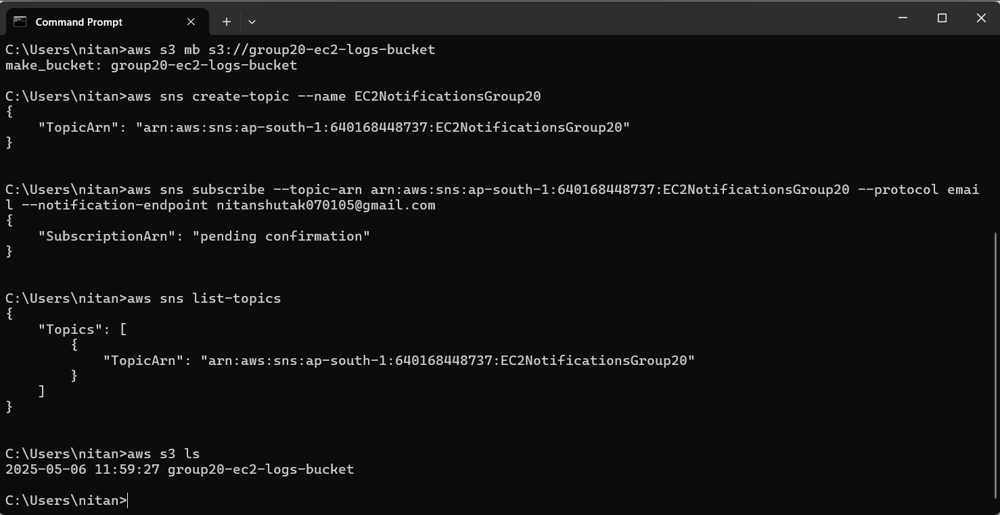 Command Prompt
C:\Users\nitan>aws s3 mb s3://group20-ec2-logs-bucket
make_bucket: group20-ec2-logs-bucket
C:\Users\nitan>aws sns create-topic --name EC2NotificationsGroup20
{
    "TopicArn": "arn:aws:sns:ap-south-1:640168448737:EC2NotificationsGroup20"
}
C:\Users\nitan>aws sns subscribe --topic-arn arn:aws:sns:ap-south-1:640168448737:EC2NotificationsGroup20 --protocol emai
l --notification-endpoint nitanshutak070105@gmail.com
{
    "SubscriptionArn": "pending confirmation"
}
C:\Users\nitan>aws sns list-topics
{
    "Topics": [
        {
            "TopicArn": "arn:aws:sns:ap-south-1:640168448737:EC2NotificationsGroup20"
        }
    ]
}
C:\Users\nitan>aws s3 ls
2025-05-06 11:59:27 group20-ec2-logs-bucket
C:\Users\nitan>